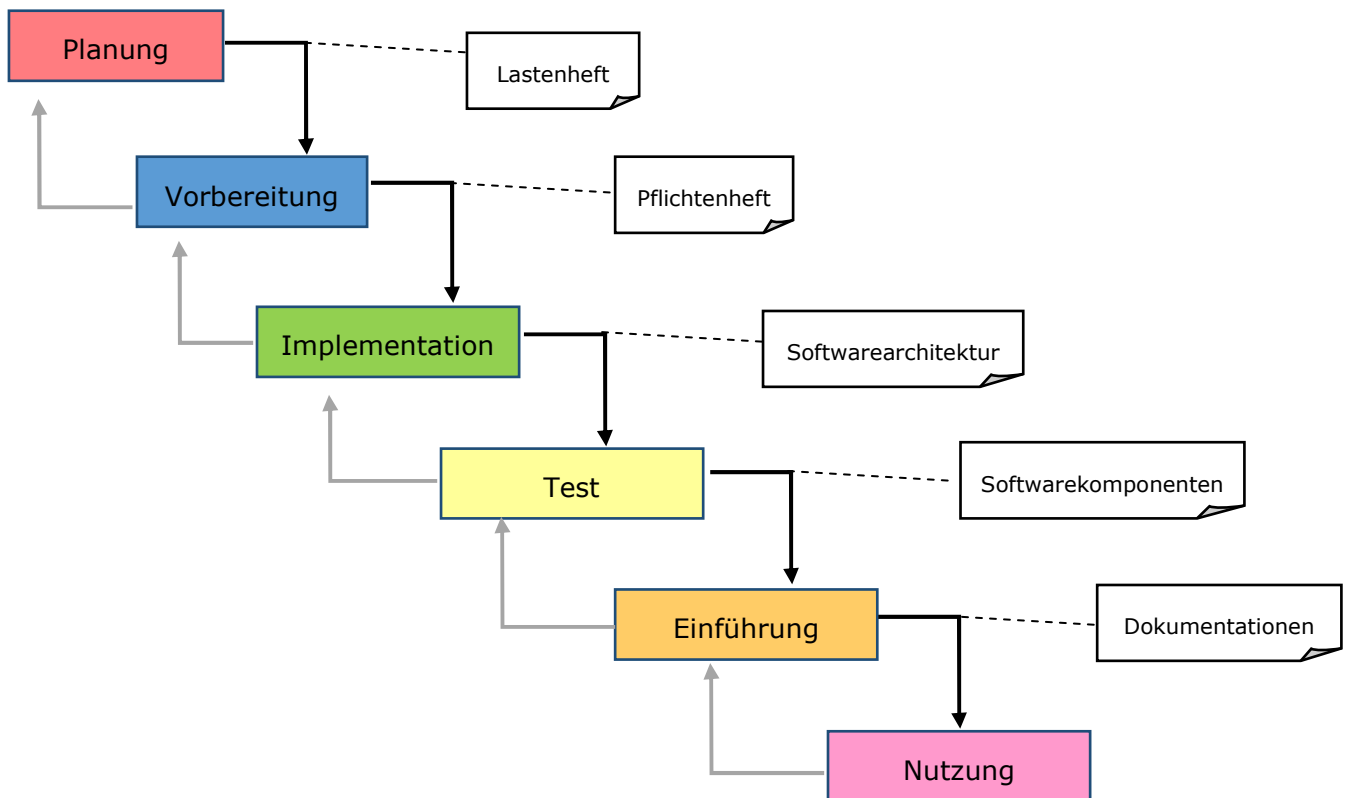 Planung
Lastenheft
Vorbereitung
Pflichtenheft
Implementation
Softwarearchitektur
Test
Softwarekomponenten
Einführung
Dokumentationen
Nutzung